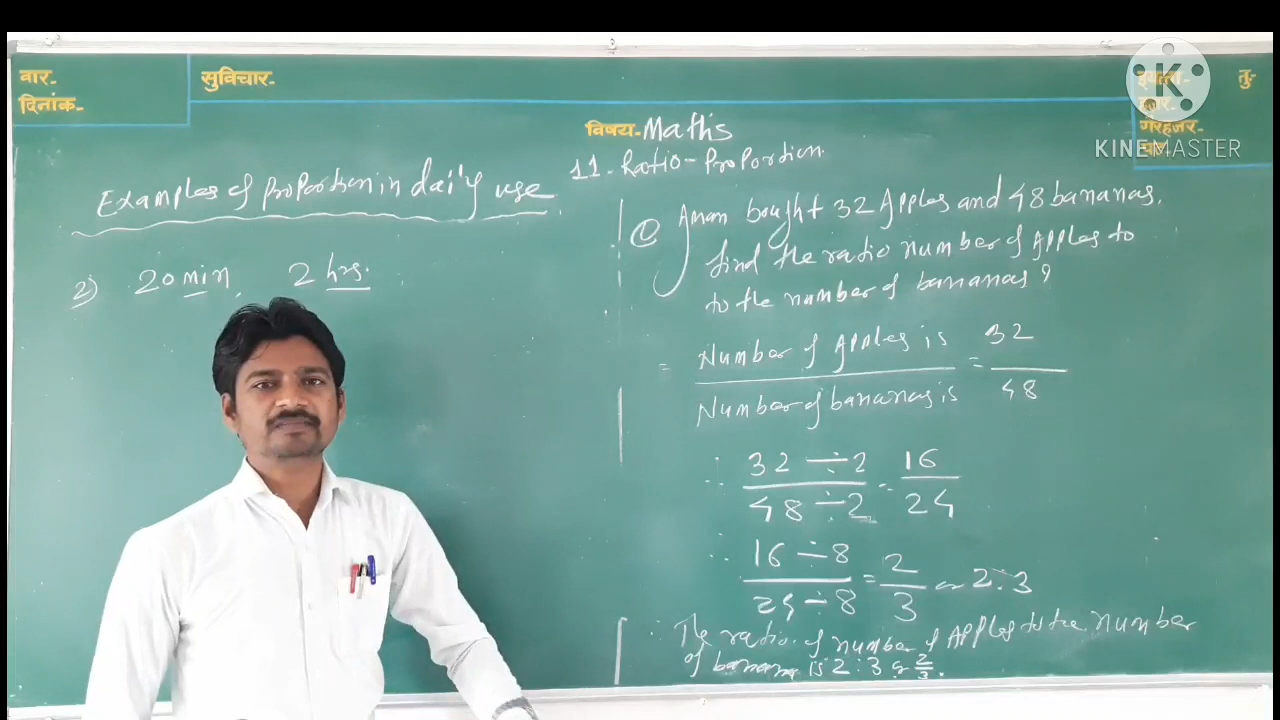 वार-
दिनांक-
सुविचार-
विषय- Maths
11. Ratio-Proportion.
KINEMASTER
Examples of Proportion in daily use.
2) 20 min, 2 hrs.
Aman bought 32 Apples and 48 bananas.
find the ratio number of Apples to
to the number of bananas?
= Number of Apples is = 32
Number of bananas is 48
∴ 32 ÷ 2 = 16
48 ÷ 2 24
∴ 16 ÷ 8 = 2 or 2:3
24 ÷ 8 3
∴ The ratio of number of Apples to the number
of is 2:3 or 2/3.